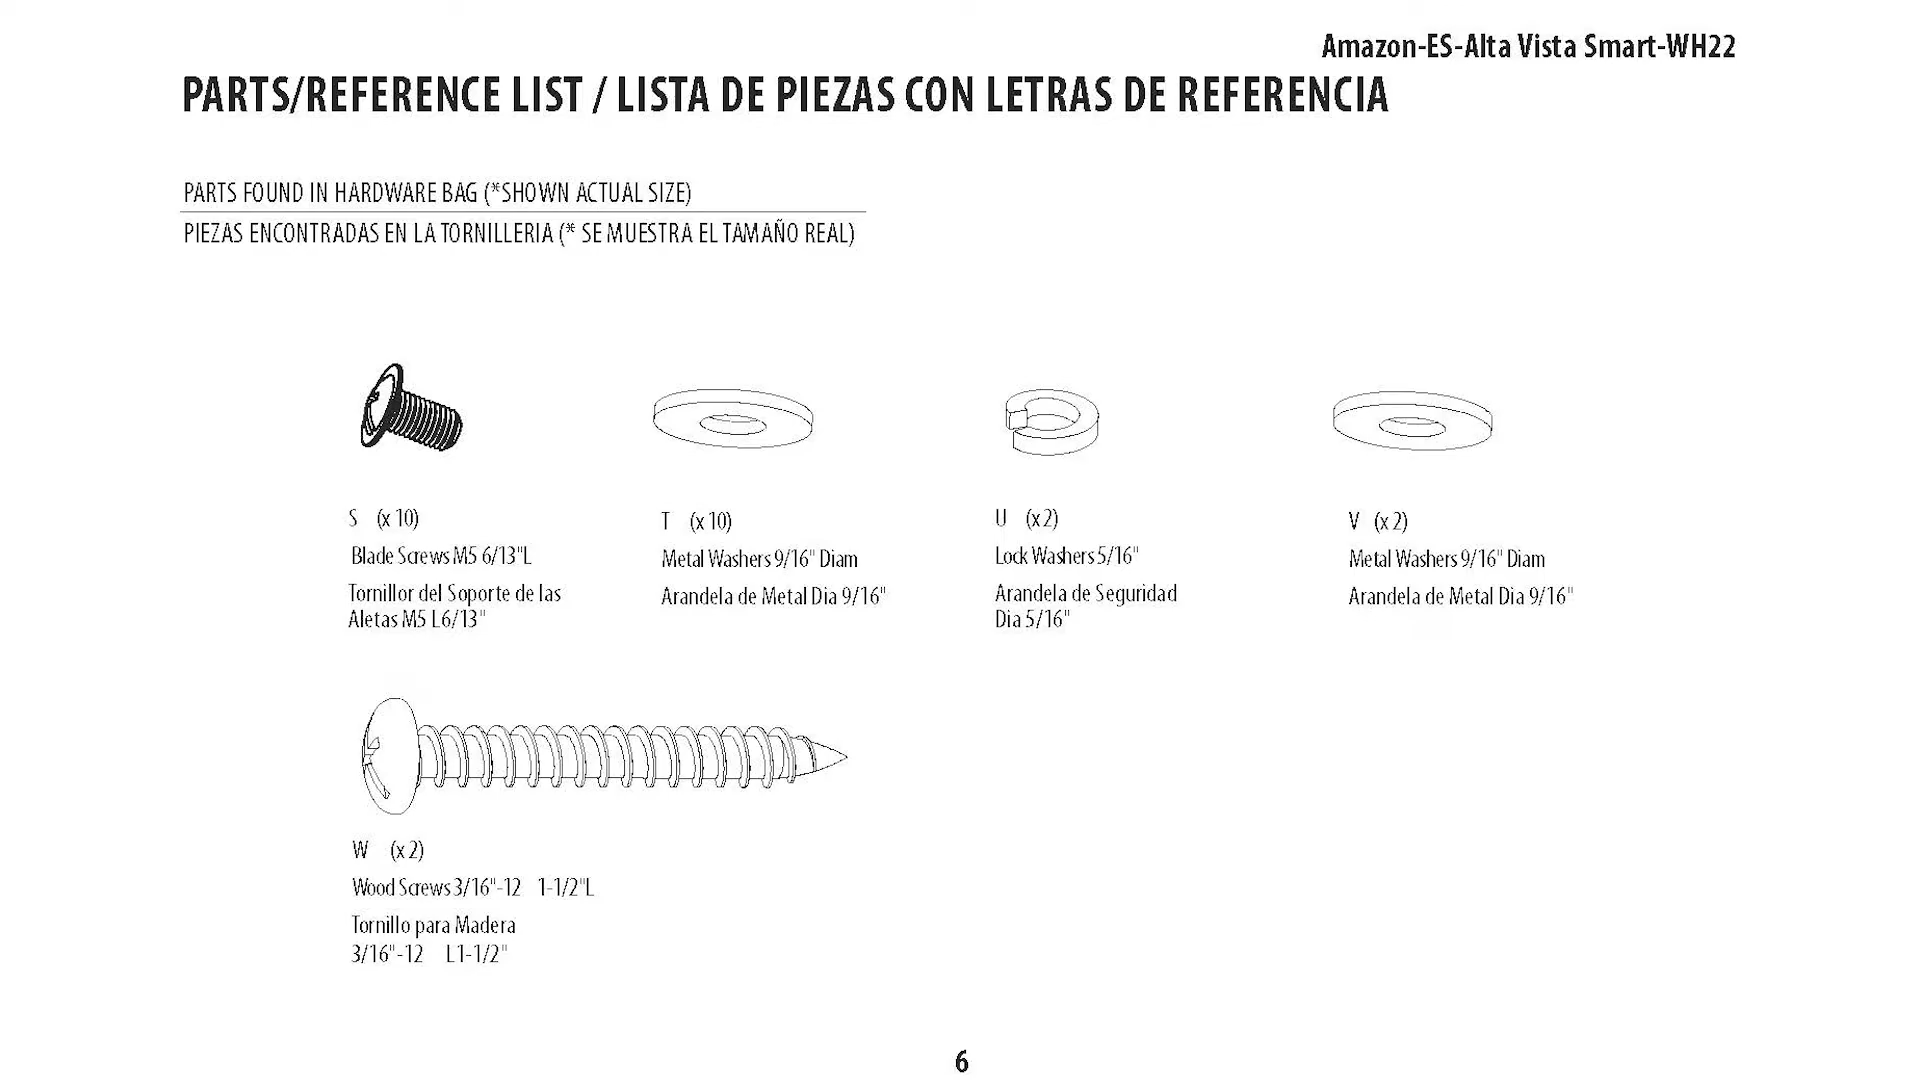 Amazon-ES-Alta Vista Smart-WH22
PARTS/REFERENCE LIST / LISTA DE PIEZAS CON LETRAS DE REFERENCIA
PARTS FOUND IN HARDWARE BAG (*SHOWN ACTUAL SIZE)
PIEZAS ENCONTRADAS EN LA TORNILLERIA (* SE MUESTRA EL TAMAÑO REAL)
S (x 10)
Blade Screws M5 6/13"L
Tornillor del Soporte de las
Aletas M5 L6/13"
T (x 10)
Metal Washers 9/16" Diam
Arandela de Metal Dia 9/16"
U (x 2)
Lock Washers 5/16"
Arandela de Seguridad
Dia 5/16"
V (x 2)
Metal Washers 9/16" Diam
Arandela de Metal Dia 9/16"
W (x 2)
Wood Screws 3/16"-12 1-1/2"L
Tornillo para Madera
3/16"-12 L1-1/2"
6